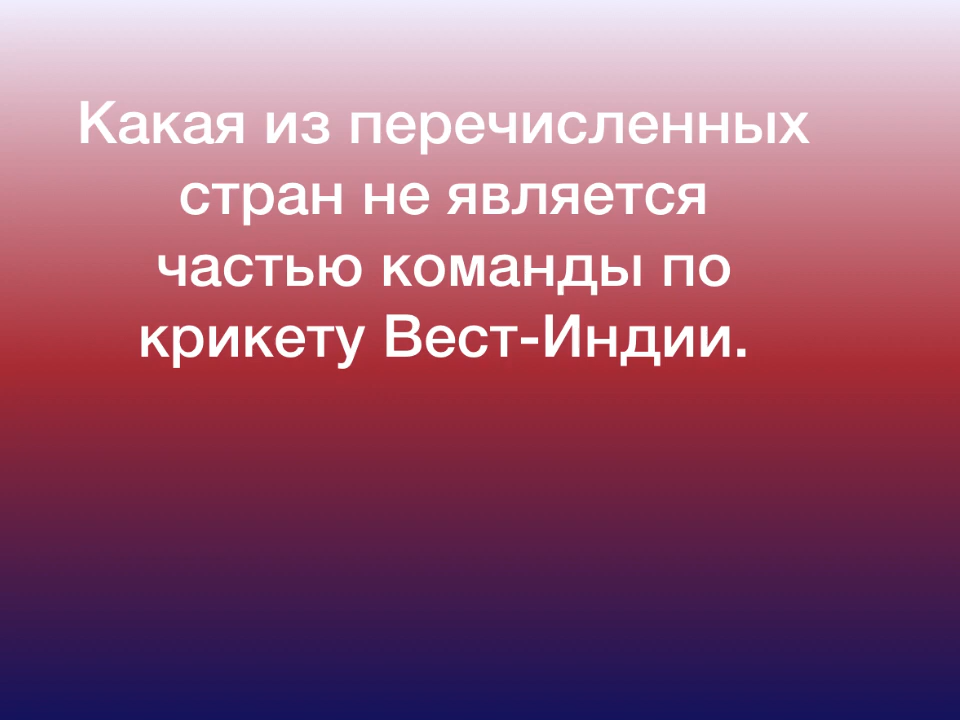 Какая из перечисленных
стран не является
частью команды по
крикету Вест-Индии.